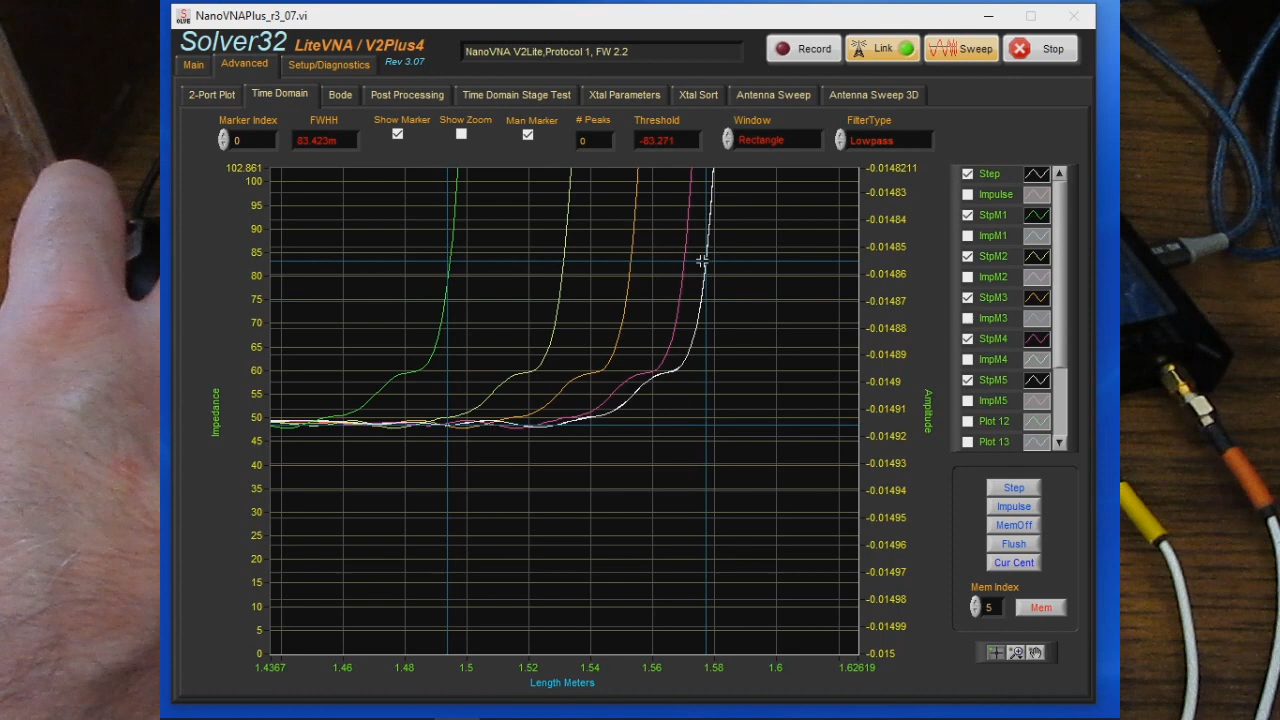 NanoVNAPlus_r3_07.vi
Solver32 LiteVNA / V2Plus4
Rev 3.07
NanoVNA V2Lite,Protocol 1, FW 2.2
Record Link Sweep Stop
Main Advanced Setup/Diagnostics
2-Port Plot Time Domain Bode Post Processing Time Domain Stage Test Xtal Parameters Xtal Sort Antenna Sweep Antenna Sweep 3D
Marker Index FWHH Show Marker Show Zoom Man Marker # Peaks Threshold Window FilterType
0 83.423m 0 -83.271 Rectangle Lowpass
102.861
100
95
90
85
80
75
70
65
60
55
50
45
40
35
30
25
20
15
10
5
0
Impedance
1.4367 1.46 1.48 1.5 1.52 1.54 1.56 1.58 1.6 1.62619
Length Meters
-0.0148211
-0.01483
-0.01484
-0.01485
-0.01486
-0.01487
-0.01488
-0.01489
-0.0149
-0.01491
-0.01492
-0.01493
-0.01494
-0.01495
-0.01496
-0.01497
-0.01498
-0.01499
-0.015
Amplitude
Step
Impulse
StpM1
ImpM1
StpM2
ImpM2
StpM3
ImpM3
StpM4
ImpM4
StpM5
ImpM5
Plot 12
Plot 13
Step
Impulse
MemOff
Flush
Cur Cent
Mem Index
5 Mem